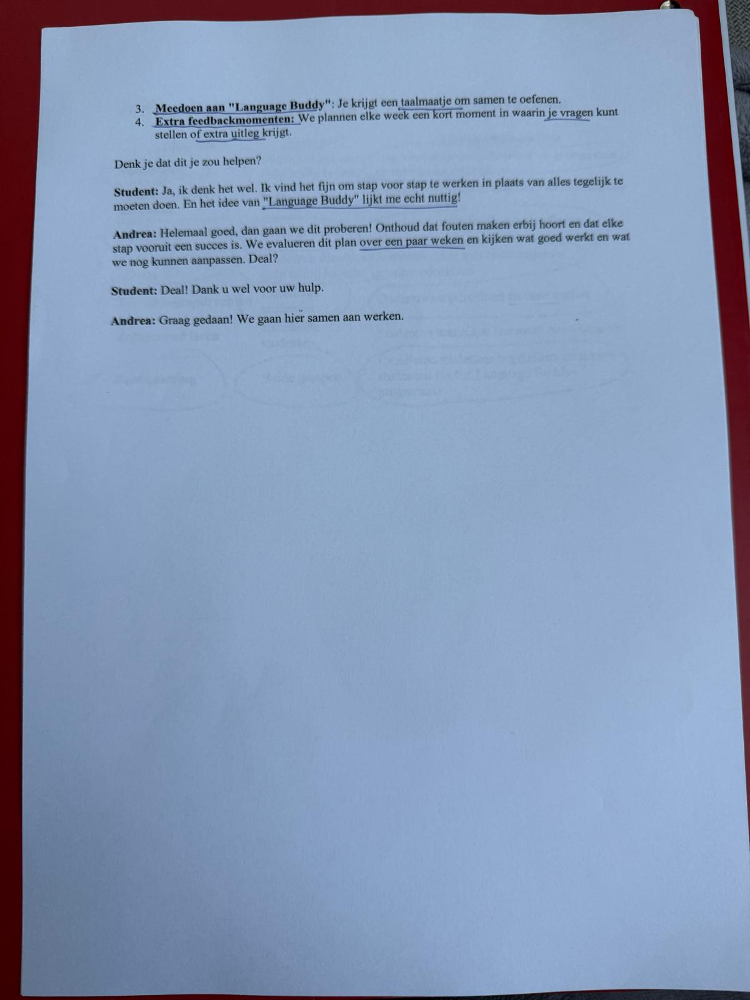 3. Meedoen aan "Language Buddy": Je krijgt een taalmaatje om samen te oefenen.
4. Extra feedbackmomenten: We plannen elke week een kort moment in waarin je vragen kunt
stellen of extra uitleg krijgt.
Denk je dat dit je zou helpen?
Student: Ja, ik denk het wel. Ik vind het fijn om stap voor stap te werken in plaats van alles tegelijk te
moeten doen. En het idee van "Language Buddy" lijkt me echt nuttig!
Andrea: Helemaal goed, dan gaan we dit proberen! Onthoud dat fouten maken erbij hoort en dat elke
stap vooruit een succes is. We evalueren dit plan over een paar weken en kijken wat goed werkt en wat
we nog kunnen aanpassen. Deal?
Student: Deal! Dank u wel voor uw hulp.
Andrea: Graag gedaan! We gaan hier samen aan werken.